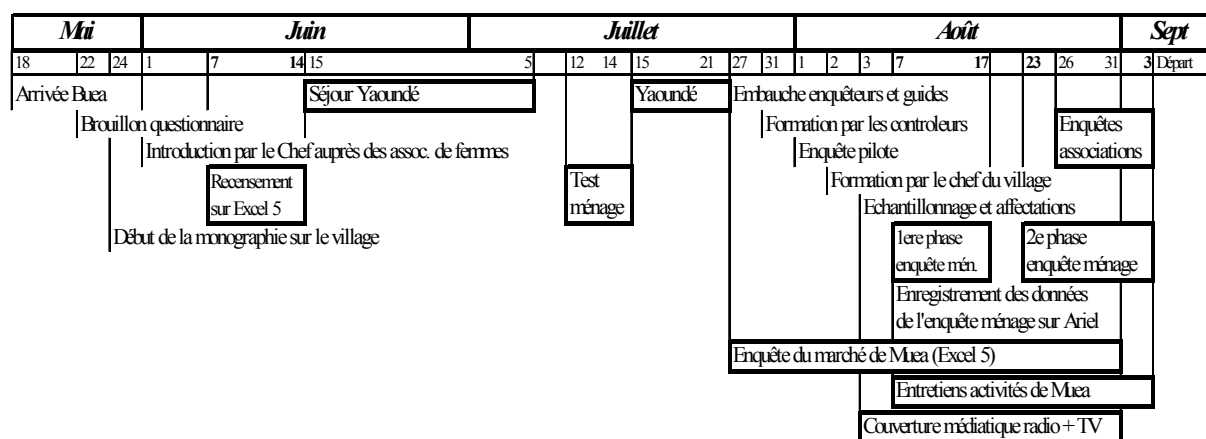 Mai Juin Juillet Août Sept
18 22 24 1 7 14 15 5 12 14 15 21 27 31 1 2 3 7 17 23 26 31 3 Départ
Arrivée Buea Séjour Yaoundé Yaoundé Embauche enquêteurs et guides
Brouillon questionnaire Formation par les controleurs Enquêtes
Introduction par le Chef auprès des assoc. de femmes Enquête pilote associations
Recensement Test Formation par le chef du village
sur Excel 5 ménage Echantillonnage et affectations
Début de la monographie sur le village 1ere phase 2e phase
enquête mén. enquête ménage
Enregistrement des données
de l'enquête ménage sur Ariel
Enquête du marché de Muea (Excel 5)
Entretiens activités de Muea
Couverture médiatique radio + TV